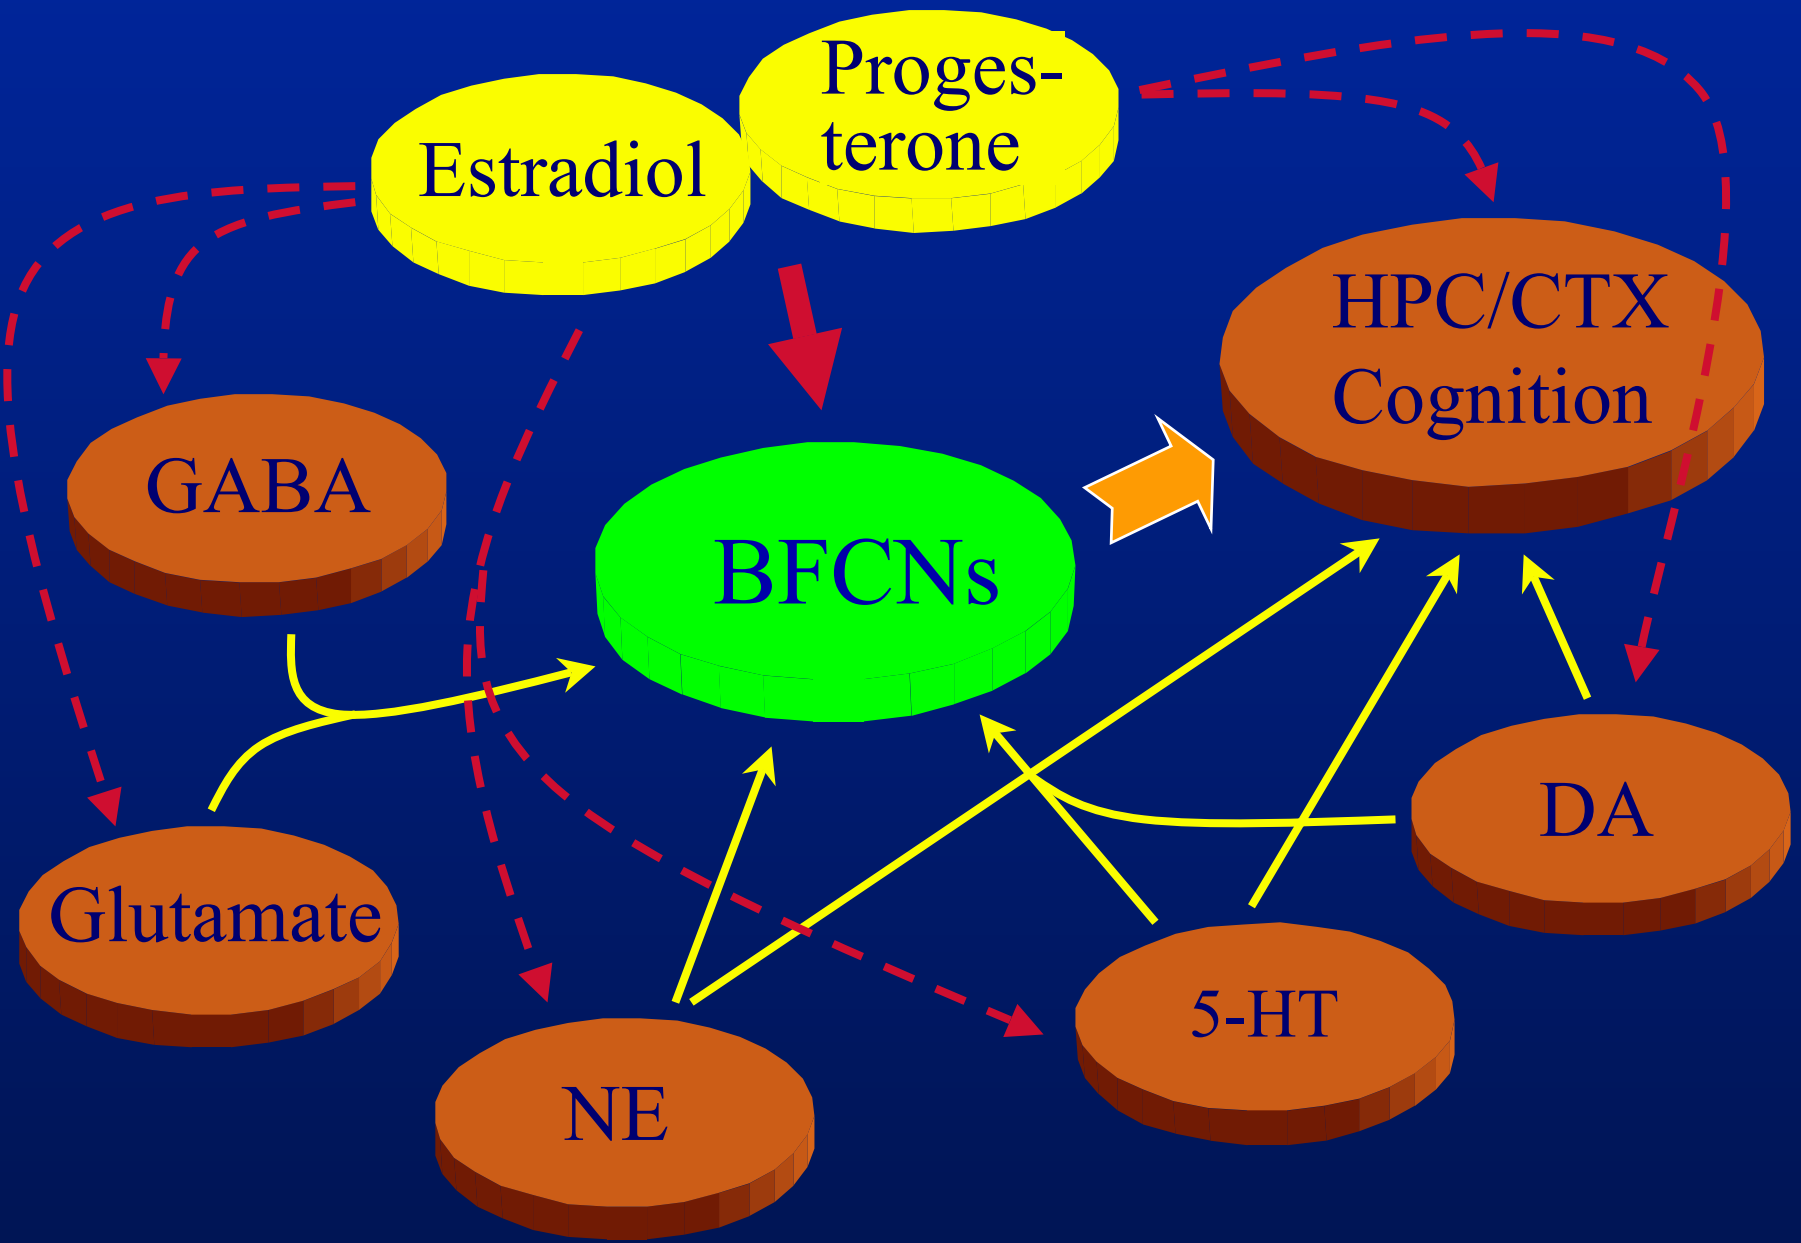 Proges-
terone
Estradiol
HPC/CTX
Cognition
GABA
BFCNs
DA
Glutamate
5-HT
NE